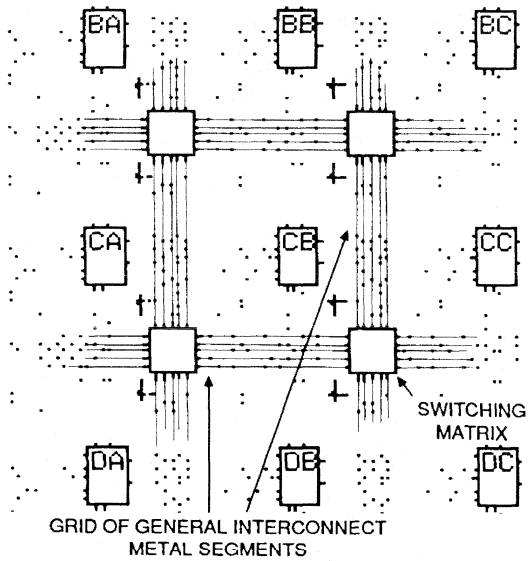 BA BB BC
CA CB CC
SWITCHING
MATRIX
DA DB DC
GRID OF GENERAL INTERCONNECT
METAL SEGMENTS